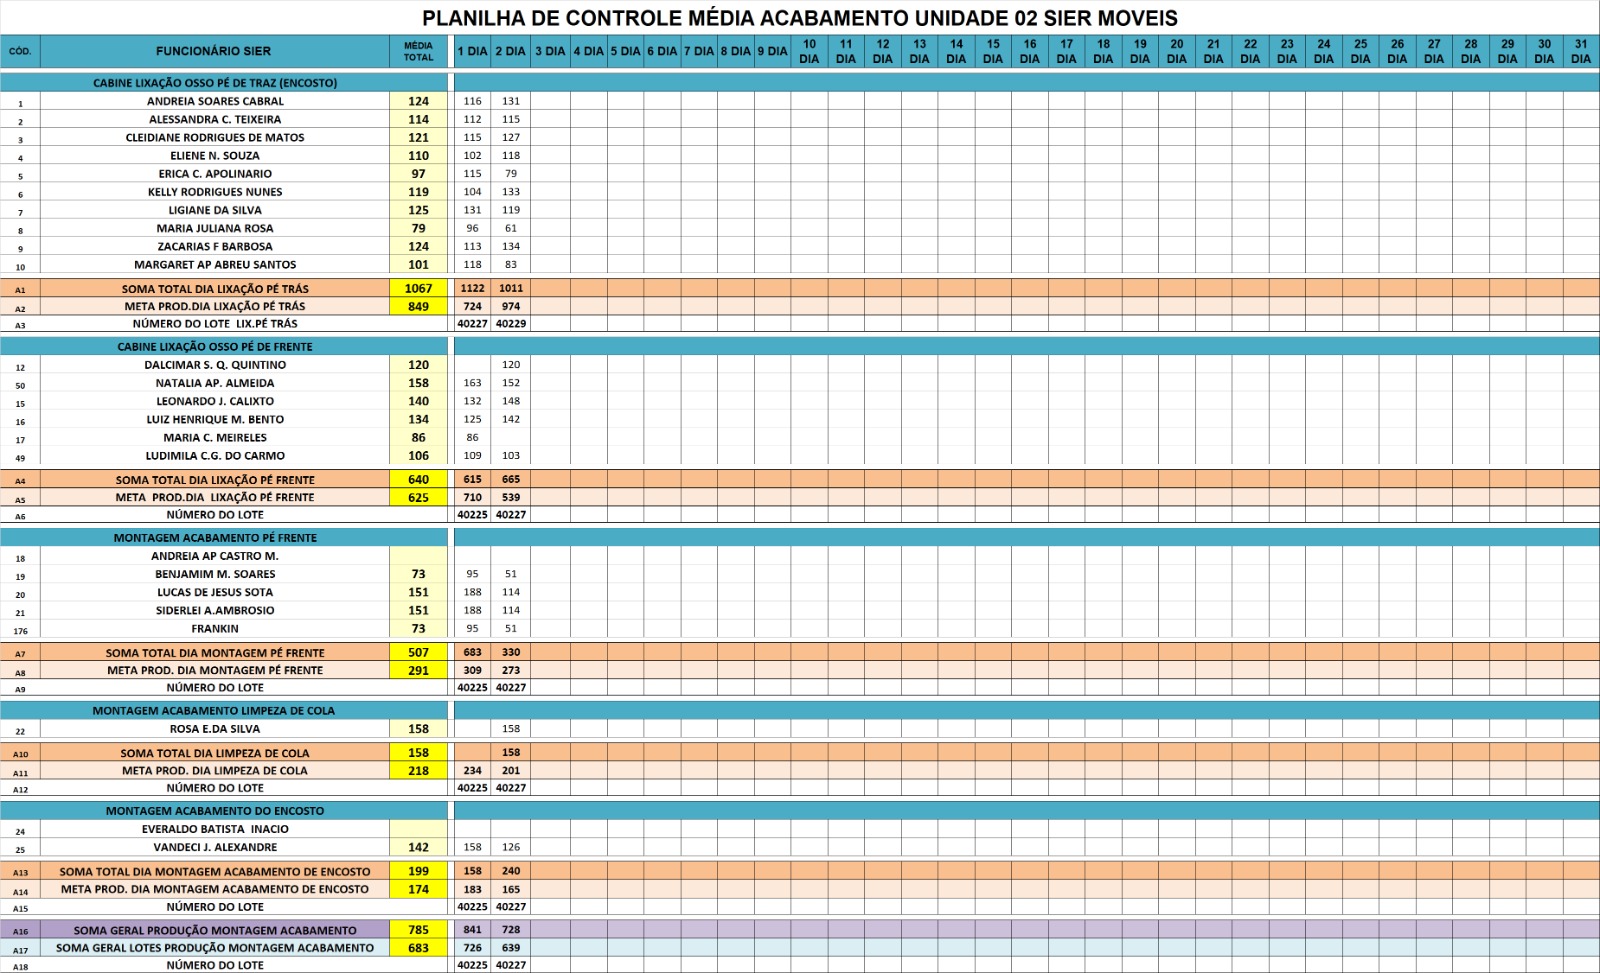 PLANILHA DE CONTROLE MÉDIA ACABAMENTO UNIDADE 02 SIER MOVEIS
CÓD. FUNCIONÁRIO SIER MÉDIA TOTAL 1 DIA 2 DIA 3 DIA 4 DIA 5 DIA 6 DIA 7 DIA 8 DIA 9 DIA 10 DIA 11 DIA 12 DIA 13 DIA 14 DIA 15 DIA 16 DIA 17 DIA 18 DIA 19 DIA 20 DIA 21 DIA 22 DIA 23 DIA 24 DIA 25 DIA 26 DIA 27 DIA 28 DIA 29 DIA 30 DIA 31 DIA
CABINE LIXAÇÃO OSSO PÉ DE TRAZ (ENCOSTO)
1 ANDREIA SOARES CABRAL 124 116 131
2 ALESSANDRA C. TEIXEIRA 114 112 115
3 CLEIDIANE RODRIGUES DE MATOS 121 115 127
4 ELIENE N. SOUZA 110 102 118
5 ERICA C. APOLINARIO 97 115 79
6 KELLY RODRIGUES NUNES 119 104 133
7 LIGIANE DA SILVA 125 131 119
8 MARIA JULIANA ROSA 79 96 61
9 ZACARIAS F BARBOSA 124 113 134
10 MARGARET AP ABREU SANTOS 101 118 83
A1 SOMA TOTAL DIA LIXAÇÃO PÉ TRÁS 1067 1122 1011
A2 META PROD.DIA LIXAÇÃO PÉ TRÁS 849 724 974
A3 NÚMERO DO LOTE LIX.PÉ TRÁS 40227 40229
CABINE LIXAÇÃO OSSO PÉ DE FRENTE
12 DALCIMAR S. Q. QUINTINO 120 120
50 NATALIA AP. ALMEIDA 158 163 152
15 LEONARDO J. CALIXTO 140 132 148
16 LUIZ HENRIQUE M. BENTO 134 125 142
17 MARIA C. MEIRELES 86 86
49 LUDIMILA C.G. DO CARMO 106 109 103
A4 SOMA TOTAL DIA LIXAÇÃO PÉ FRENTE 640 615 665
A5 META PROD.DIA LIXAÇÃO PÉ FRENTE 625 710 539
A6 NÚMERO DO LOTE 40225 40227
MONTAGEM ACABAMENTO PÉ FRENTE
18 ANDREIA AP CASTRO M.
19 BENJAMIM M. SOARES 73 95 51
20 LUCAS DE JESUS SOTA 151 188 114
21 SIDERLEI A.AMBROSIO 151 188 114
176 FRANKIN 73 95 51
A7 SOMA TOTAL DIA MONTAGEM PÉ FRENTE 507 683 330
A8 META PROD. DIA MONTAGEM PÉ FRENTE 291 309 273
A9 NÚMERO DO LOTE 40225 40227
MONTAGEM ACABAMENTO LIMPEZA DE COLA
22 ROSA E.DA SILVA 158 158
A10 SOMA TOTAL DIA LIMPEZA DE COLA 158 158
A11 META PROD. DIA LIMPEZA DE COLA 218 234 201
A12 NÚMERO DO LOTE 40225 40227
MONTAGEM ACABAMENTO DO ENCOSTO
24 EVERALDO BATISTA INACIO
25 VANDECI J. ALEXANDRE 142 158 126
A13 SOMA TOTAL DIA MONTAGEM ACABAMENTO DE ENCOSTO 199 158 240
A14 META PROD. DIA MONTAGEM ACABAMENTO DE ENCOSTO 174 183 165
A15 NÚMERO DO LOTE 40225 40227
A16 SOMA GERAL PRODUÇÃO MONTAGEM ACABAMENTO 785 841 728
A17 SOMA GERAL LOTES PRODUÇÃO MONTAGEM ACABAMENTO 683 726 639
A18 NÚMERO DO LOTE 40225 40227